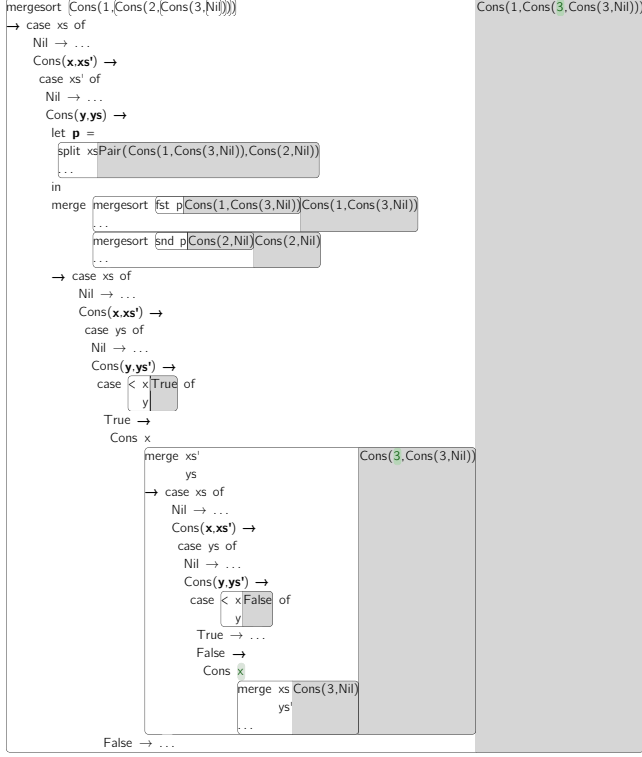 mergesort Cons(1,Cons(2,Cons(3,Nil))) Cons(1,Cons(3,Cons(3,Nil)))
→ case xs of
Nil → ...
Cons(x,xs') →
case xs' of
Nil → ...
Cons(y,ys) →
let p =
split xs Pair(Cons(1,Cons(3,Nil)),Cons(2,Nil))
...
in
merge mergesort fst p Cons(1,Cons(3,Nil)) Cons(1,Cons(3,Nil))
...
mergesort snd p Cons(2,Nil) Cons(2,Nil)
...
→ case xs of
Nil → ...
Cons(x,xs') →
case ys of
Nil → ...
Cons(y,ys') →
case < x True of
y
True →
Cons x
merge xs' Cons(3,Cons(3,Nil))
ys
→ case xs of
Nil → ...
Cons(x,xs') →
case ys of
Nil → ...
Cons(y,ys') →
case < x False of
y
True → ...
False →
Cons x
merge xs Cons(3,Nil)
ys'
...
False → ...